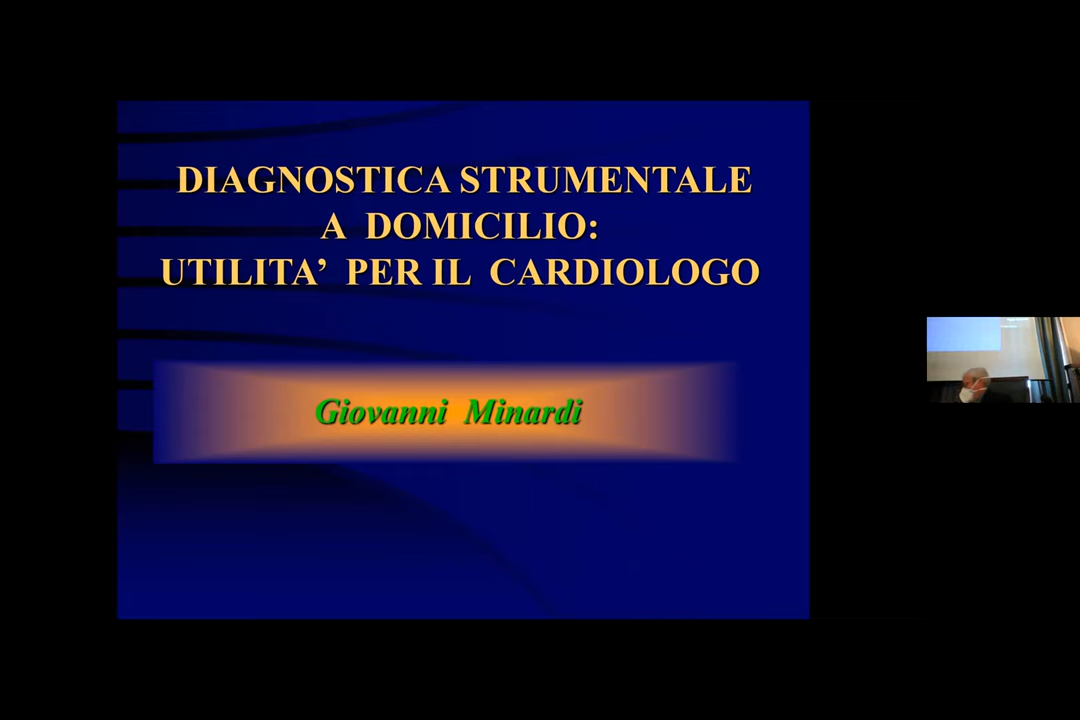 DIAGNOSTICA STRUMENTALE
A DOMICILIO:
UTILITA’ PER IL CARDIOLOGO
Giovanni Minardi